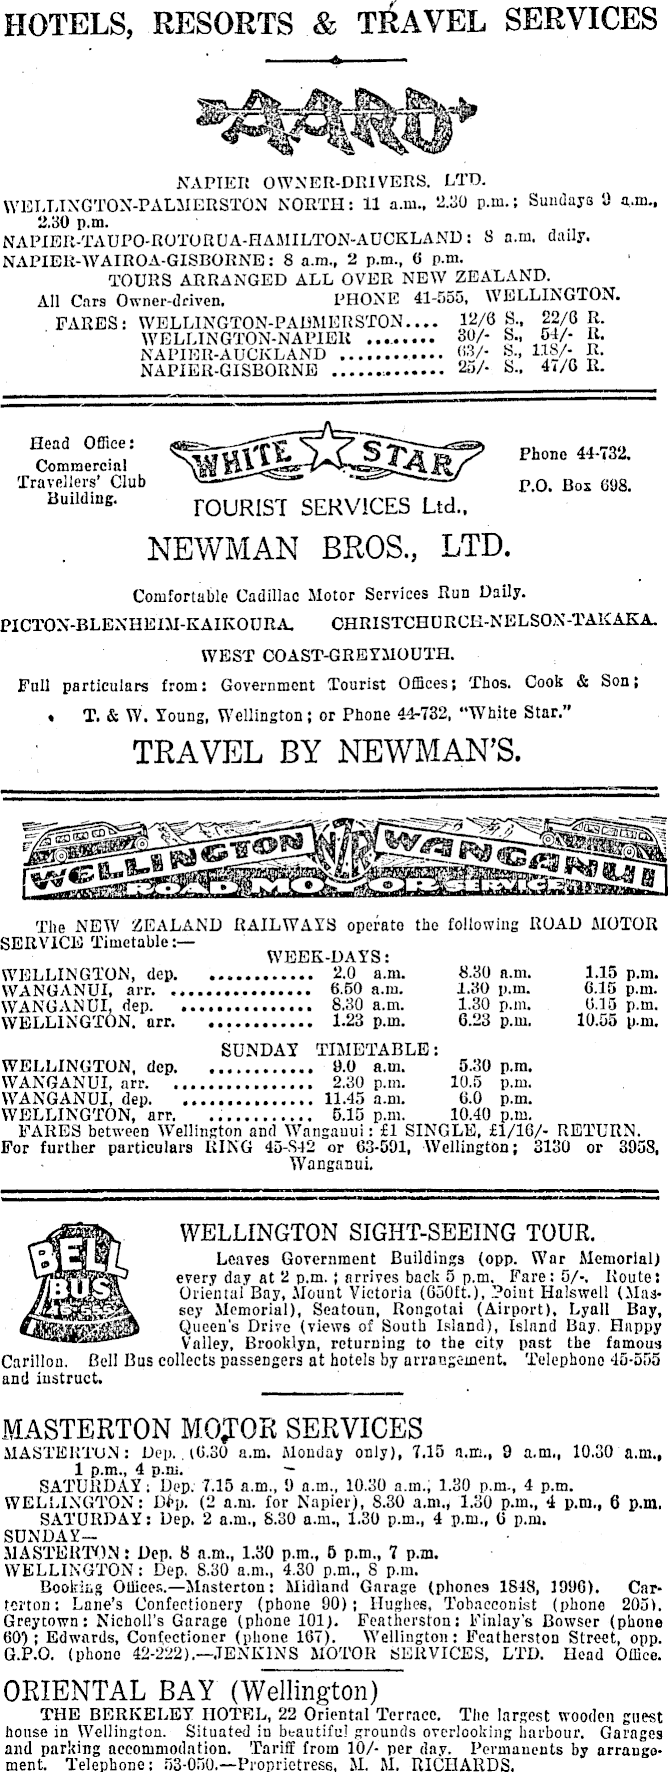 HOTELS, RESORTS & TRAVEL SERVICES
AARD
NAPIER OWNER-DRIVERS, LTD.
WELLINGTON-PALMERSTON NORTH: 11 a.m., 2.30 p.m.; Sundays 9 a.m.,
2.30 p.m.
NAPIER-TAUPO-ROTORUA-HAMILTON-AUCKLAND: 8 a.m. daily.
NAPIER-WAIROA-GISBORNE: 8 a.m., 2 p.m., 6 p.m.
TOURS ARRANGED ALL OVER NEW ZEALAND.
All Cars Owner-driven. PHONE 41-555, WELLINGTON.
FARES: WELLINGTON-PALMERSTON.... 12/6 S., 22/6 R.
WELLINGTON-NAPIER ........ 30/- S., 54/- R.
NAPIER-AUCKLAND ............ 63/- S., 118/- R.
NAPIER-GISBORNE ............. 25/- S., 47/6 R.
Head Office:
Commercial
Travellers' Club
Building.
WHITE STAR
TOURIST SERVICES Ltd.,
Phone 44-732.
P.O. Box 698.
NEWMAN BROS., LTD.
Comfortable Cadillac Motor Services Run Daily.
PICTON-BLENHEIM-KAIKOURA. CHRISTCHURCH-NELSON-TAKAKA.
WEST COAST-GREYMOUTH.
Full particulars from: Government Tourist Offices; Thos. Cook & Son;
T. & W. Young, Wellington; or Phone 44-732, "White Star."
TRAVEL BY NEWMAN'S.
WELLINGTON NZR WANGANUI
ROAD MOTOR SERVICE
The NEW ZEALAND RAILWAYS operate the following ROAD MOTOR
SERVICE Timetable:—
WEEK-DAYS:
WELLINGTON, dep. ............ 2.0 a.m. 8.30 a.m. 1.15 p.m.
WANGANUI, arr. ................ 6.50 a.m. 1.30 p.m. 6.15 p.m.
WANGANUI, dep. ............... 8.30 a.m. 1.30 p.m. 6.15 p.m.
WELLINGTON, arr. ............ 1.23 p.m. 6.23 p.m. 10.55 p.m.
SUNDAY TIMETABLE:
WELLINGTON, dep. ............ 9.0 a.m. 5.30 p.m.
WANGANUI, arr. ................ 2.30 p.m. 10.5 p.m.
WANGANUI, dep. ............... 11.45 a.m. 6.0 p.m.
WELLINGTON, arr. ............ 5.15 p.m. 10.40 p.m.
FARES between Wellington and Wanganui: £1 SINGLE, £1/16/- RETURN.
For further particulars RING 45-842 or 63-591, Wellington; 3130 or 3958,
Wanganui.
BELL
BUS
45-555
WELLINGTON SIGHT-SEEING TOUR.
Leaves Government Buildings (opp. War Memorial)
every day at 2 p.m.; arrives back 5 p.m. Fare: 5/-. Route:
Oriental Bay, Mount Victoria (650ft.), Point Halswell (Mas-
sey Memorial), Seatoun, Rongotai (Airport), Lyall Bay,
Queen's Drive (views of South Island), Island Bay, Happy
Valley, Brooklyn, returning to the city past the famous
Carillon. Bell Bus collects passengers at hotels by arrangement. Telephone 45-555
and instruct.
MASTERTON MOTOR SERVICES
MASTERTON: Dep. (6.30 a.m. Monday only), 7.15 a.m., 9 a.m., 10.30 a.m.,
1 p.m., 4 p.m.
SATURDAY: Dep. 7.15 a.m., 9 a.m., 10.30 a.m., 1.30 p.m., 4 p.m.
WELLINGTON: Dep. (2 a.m. for Napier), 8.30 a.m., 1.30 p.m., 4 p.m., 6 p.m.
SATURDAY: Dep. 2 a.m., 8.30 a.m., 1.30 p.m., 4 p.m., 6 p.m.
SUNDAY—
MASTERTON: Dep. 8 a.m., 1.30 p.m., 5 p.m., 7 p.m.
WELLINGTON: Dep. 8.30 a.m., 4.30 p.m., 8 p.m.
Booking Offices.—Masterton: Midland Garage (phones 1848, 1996). Car-
terton: Lane's Confectionery (phone 90); Hughes, Tobacconist (phone 205).
Greytown: Nicholl's Garage (phone 101). Featherston: Finlay's Bowser (phone
60); Edwards, Confectioner (phone 167). Wellington: Featherston Street, opp.
G.P.O. (phone 42-222).—JENKINS MOTOR SERVICES, LTD. Head Office.
ORIENTAL BAY (Wellington)
THE BERKELEY HOTEL, 22 Oriental Terrace. The largest wooden guest
house in Wellington. Situated in beautiful grounds overlooking harbour. Garages
and parking accommodation. Tariff from 10/- per day. Permanents by arrange-
ment. Telephone: 53-050.—Proprietress, M. M. RICHARDS.